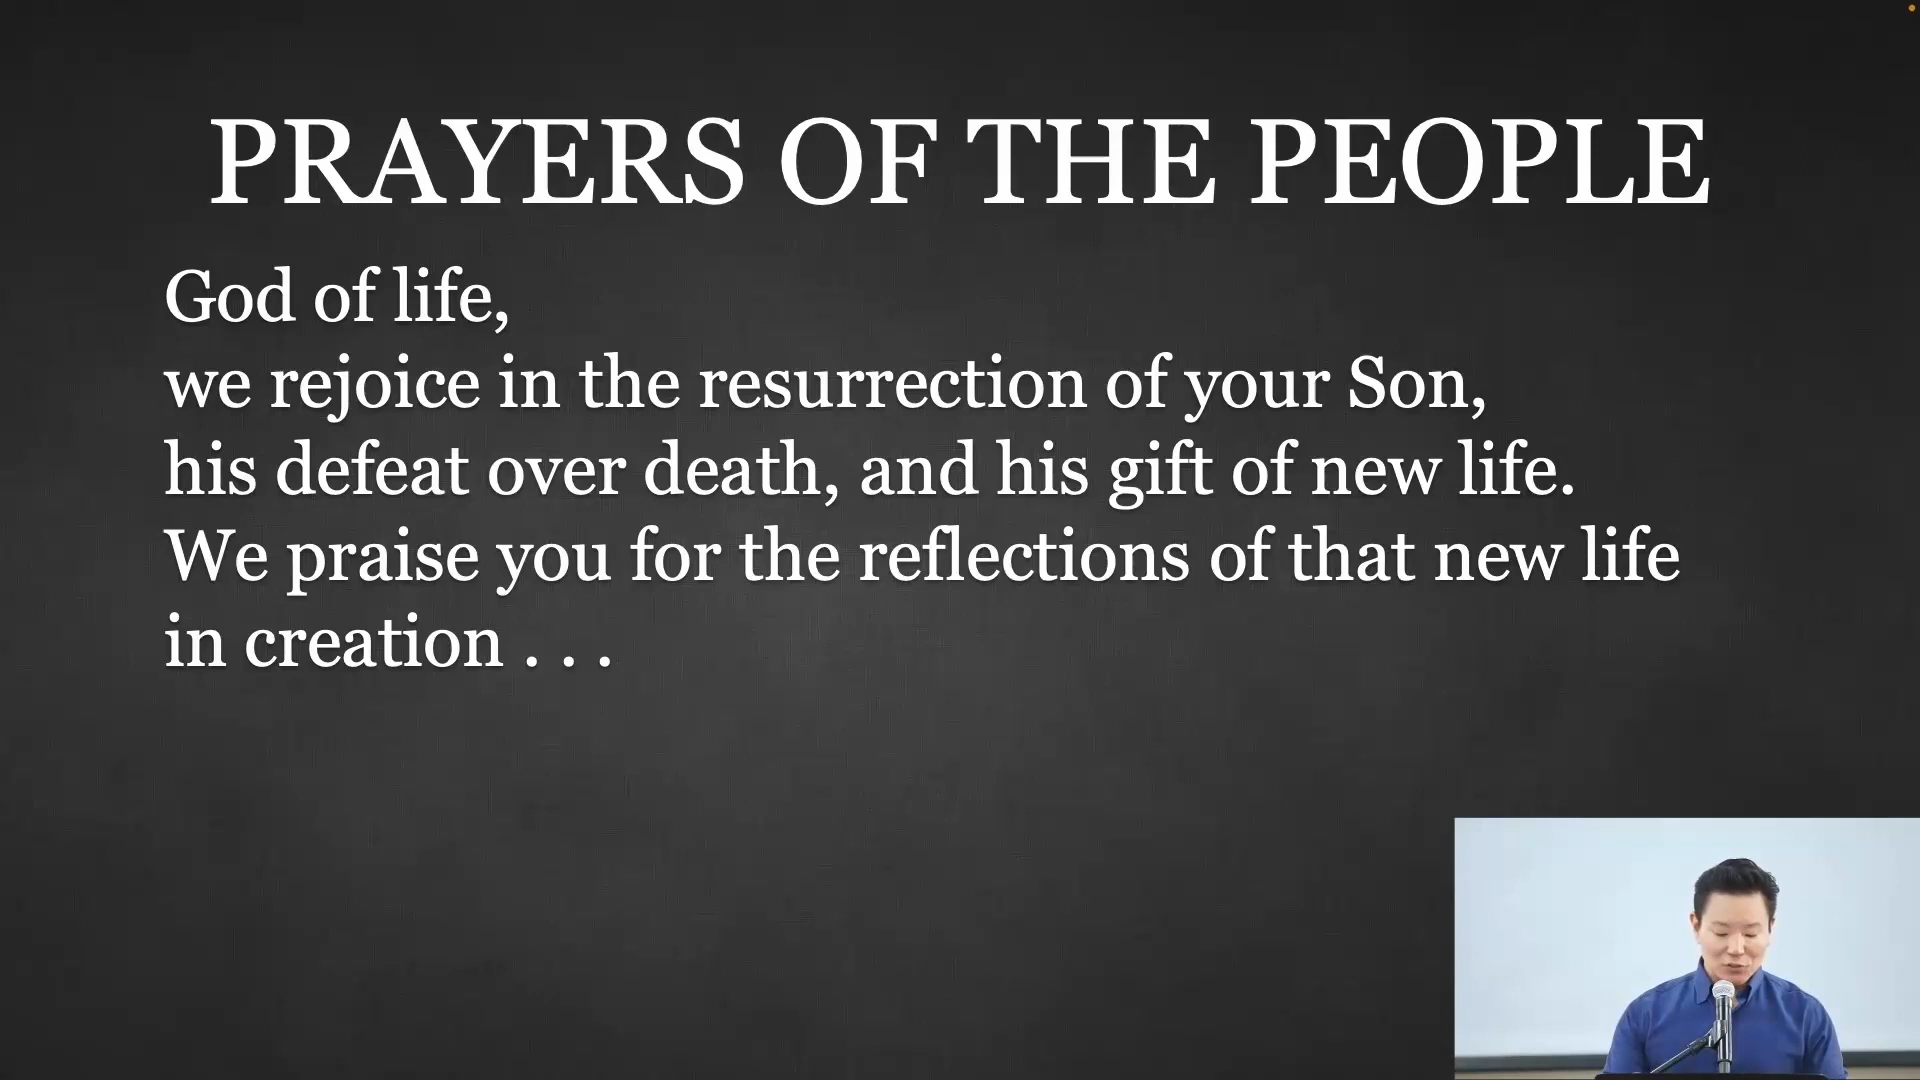 PRAYERS OF THE PEOPLE
God of life,
we rejoice in the resurrection of your Son,
his defeat over death, and his gift of new life.
We praise you for the reflections of that new life
in creation . . .